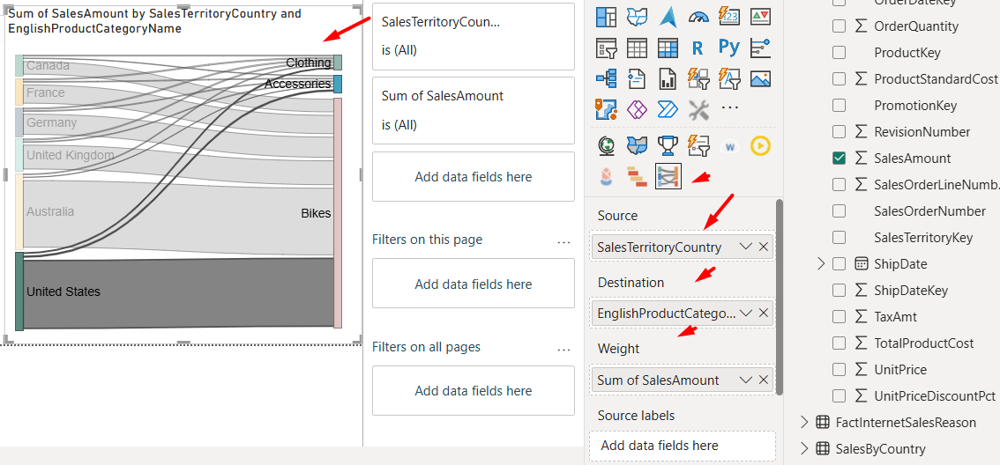 Sum of SalesAmount by SalesTerritoryCountry and
EnglishProductCategoryName
Canada
France
Germany
United Kingdom
Australia
United States
Clothing
Accessories
Bikes
SalesTerritoryCoun...
is (All)
Sum of SalesAmount
is (All)
Add data fields here
Filters on this page
...
Add data fields here
Filters on all pages
...
Add data fields here
123
R
Py
...
w
Source
SalesTerritoryCountry
Destination
EnglishProductCatego...
Weight
Sum of SalesAmount
Source labels
Add data fields here
OrderDateKey
OrderQuantity
ProductKey
ProductStandardCost
PromotionKey
RevisionNumber
SalesAmount
SalesOrderLineNumb...
SalesOrderNumber
SalesTerritoryKey
ShipDate
ShipDateKey
TaxAmt
TotalProductCost
UnitPrice
UnitPriceDiscountPct
FactInternetSalesReason
SalesByCountry